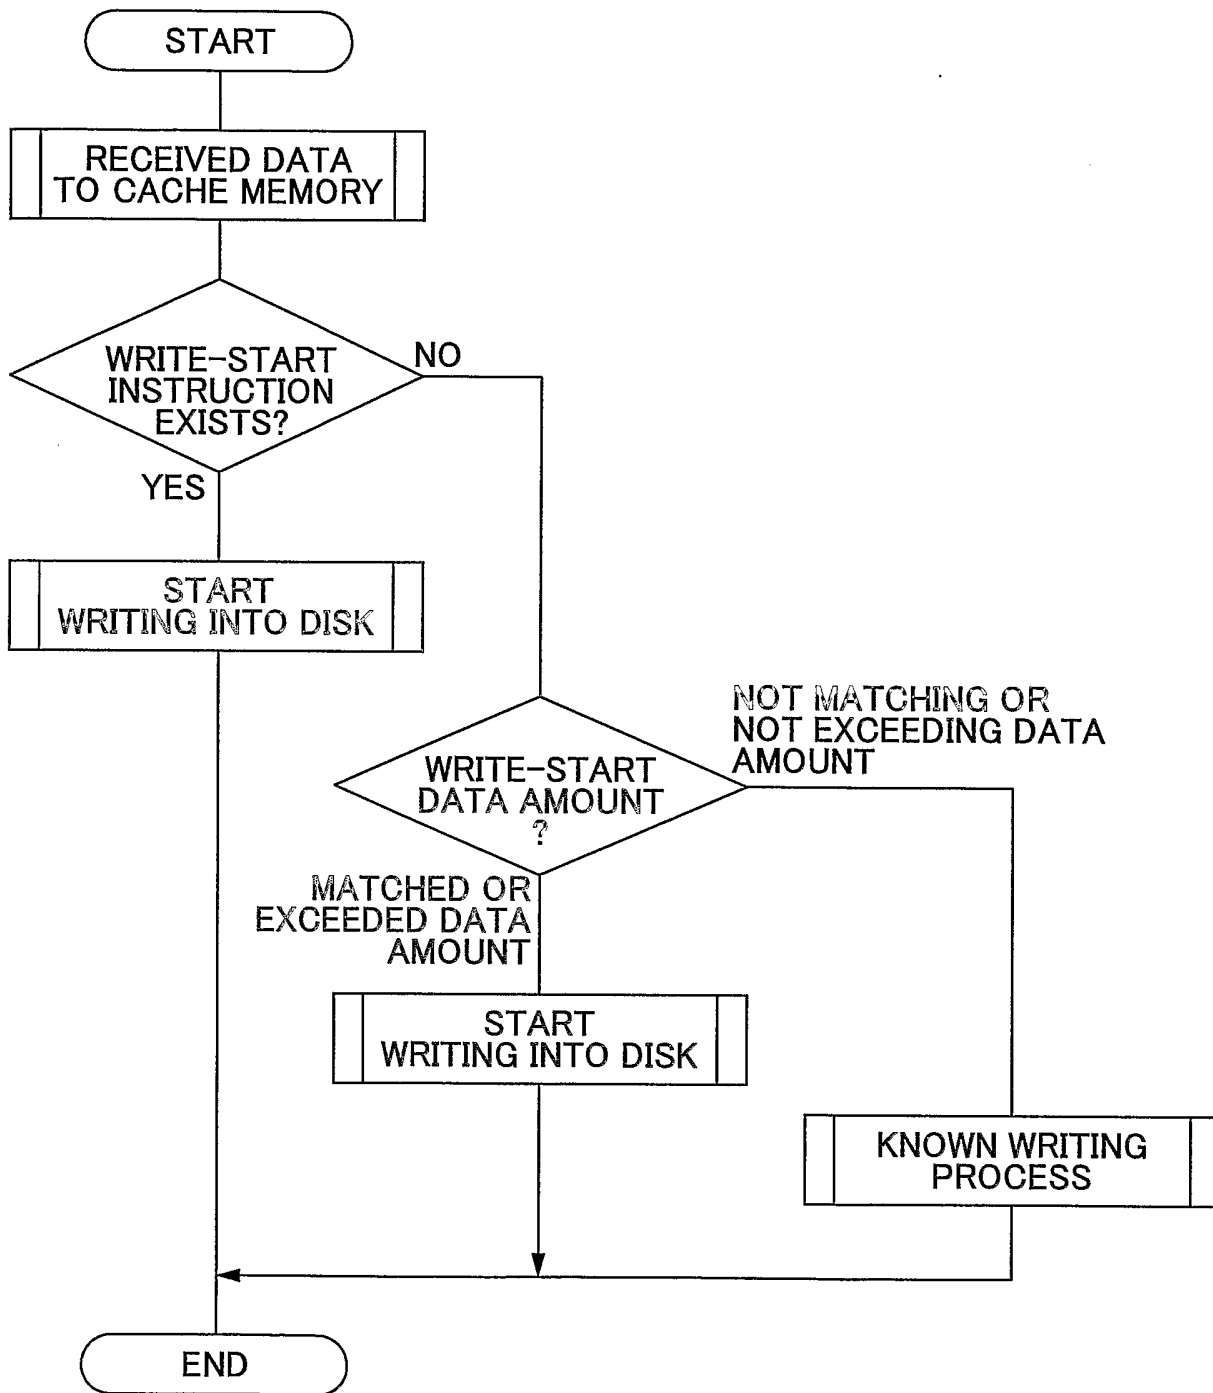 START
RECEIVED DATA
TO CACHE MEMORY
WRITE-START
INSTRUCTION
EXISTS?
NO
YES
START
WRITING INTO DISK
NOT MATCHING OR
NOT EXCEEDING DATA
AMOUNT
WRITE-START
DATA AMOUNT
?
MATCHED OR
EXCEEDED DATA
AMOUNT
START
WRITING INTO DISK
KNOWN WRITING
PROCESS
END